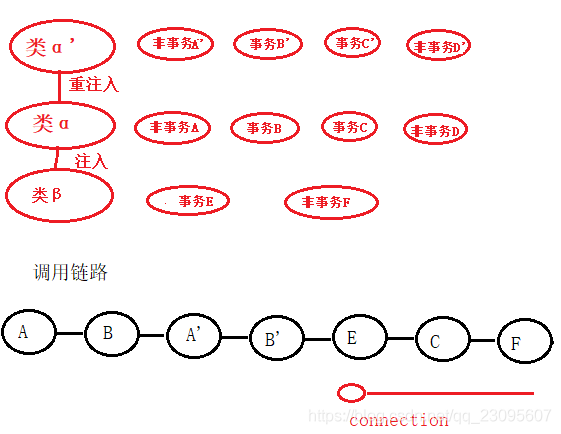 类α' 非事务A' 事务B' 事务C' 非事务D'
重注入
类α 非事务A 事务B 事务C 非事务D
注入
类β 事务E 非事务F
调用链路
A B A' B' E C F
connection
https://blog.csdn.net/qq_23095607